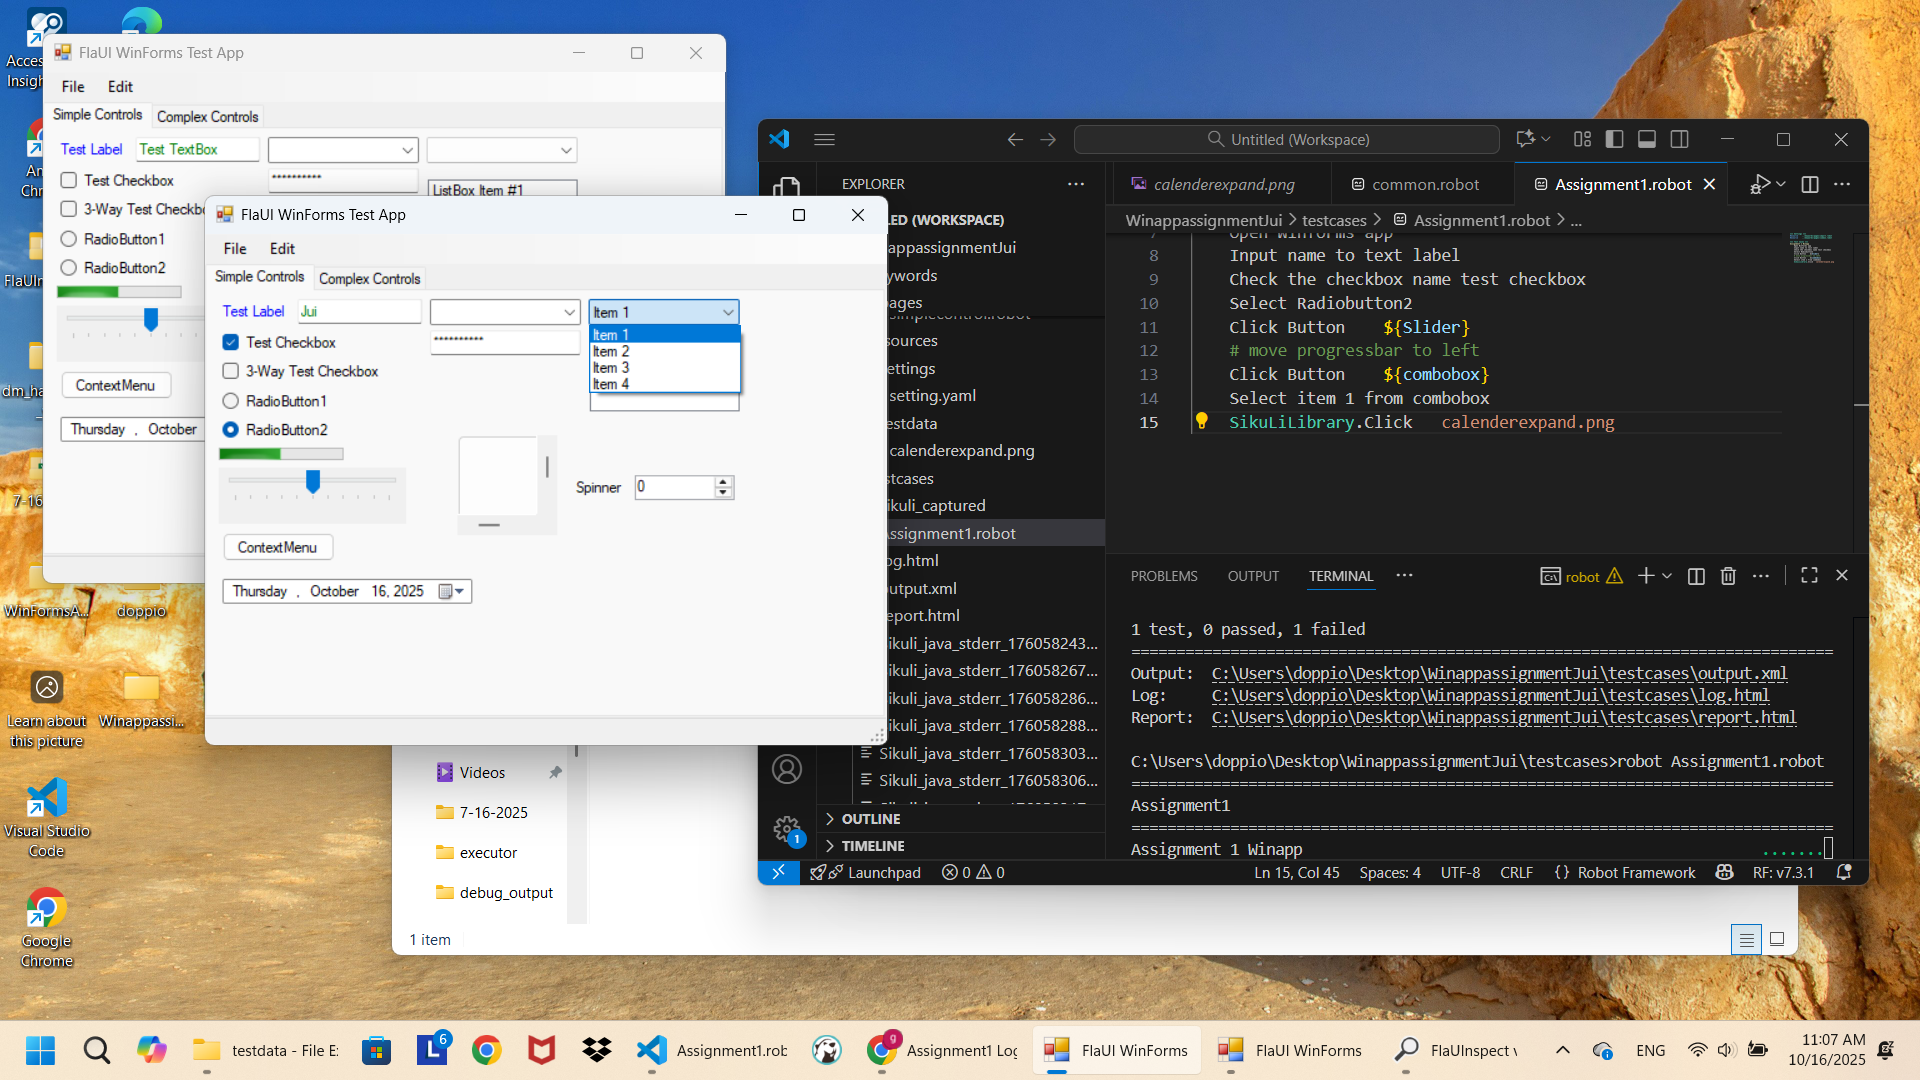 Acces
Insigh
An
Chr
FlaUIn
dm_ha
7-16
WinFormsA...
doppio
Learn about
this picture
Winappassi...
Visual Studio
Code
Google
Chrome
FlaUI WinForms Test App
File Edit
Simple Controls Complex Controls
Test Label Test TextBox
Test Checkbox **********
ListBox Item #1
3-Way Test Checkbo
RadioButton1
RadioButton2
ContextMenu
Thursday , October
FlaUI WinForms Test App
File Edit
Simple Controls Complex Controls
Test Label Jui Item 1
Item 1
Item 2
Item 3
Item 4
Test Checkbox **********
3-Way Test Checkbox
RadioButton1
RadioButton2
Spinner 0
ContextMenu
Thursday , October 16, 2025
Videos
7-16-2025
executor
debug_output
1 item
Untitled (Workspace)
EXPLORER
LED (WORKSPACE)
appassignmentJui
ywords
ages
simplecontrol.robot
sources
ettings
setting.yaml
estdata
calenderexpand.png
stcases
ikuli_captured
ssignment1.robot
og.html
utput.xml
eport.html
ikuli_java_stderr_176058243...
ikuli_java_stderr_176058267...
ikuli_java_stderr_176058286...
ikuli_java_stderr_176058288...
Sikuli_java_stderr_176058303...
Sikuli_java_stderr_176058306...
OUTLINE
TIMELINE
calenderexpand.png common.robot Assignment1.robot
WinappassignmentJui > testcases > Assignment1.robot > ...
7 Open Winforms app
8 Input name to text label
9 Check the checkbox name test checkbox
10 Select Radiobutton2
11 Click Button ${Slider}
12 # move progressbar to left
13 Click Button ${combobox}
14 Select item 1 from combobox
15 SikuLiLibrary.Click calenderexpand.png
PROBLEMS OUTPUT TERMINAL ... robot
1 test, 0 passed, 1 failed
==============================================================================
Output: C:\Users\doppio\Desktop\WinappassignmentJui\testcases\output.xml
Log: C:\Users\doppio\Desktop\WinappassignmentJui\testcases\log.html
Report: C:\Users\doppio\Desktop\WinappassignmentJui\testcases\report.html
C:\Users\doppio\Desktop\WinappassignmentJui\testcases>robot Assignment1.robot
==============================================================================
Assignment1
==============================================================================
Assignment 1 Winapp .......
1
Launchpad 0 0 Ln 15, Col 45 Spaces: 4 UTF-8 CRLF {} Robot Framework RF: v7.3.1
testdata - File E: 6 Assignment1.rob g Assignment1 Log FlaUI WinForms FlaUI WinForms FlaUInspect v ENG 11:07 AM
10/16/2025